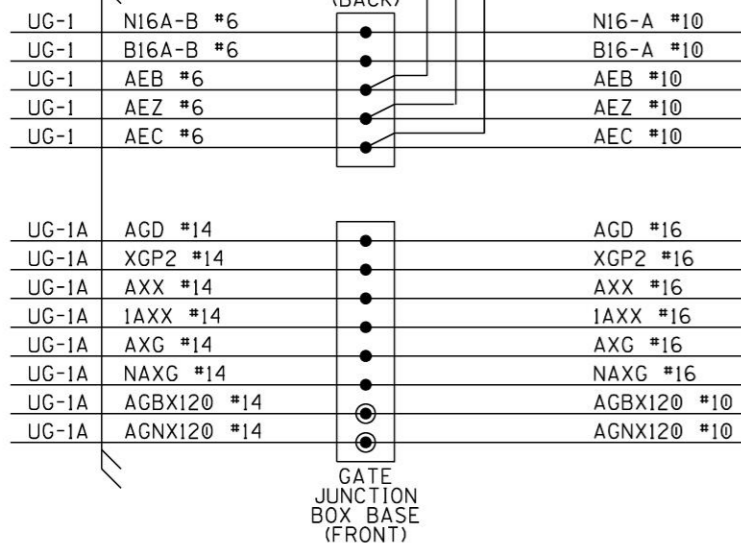 (BACK)
UG-1 N16A-B #6 N16-A #10
UG-1 B16A-B #6 B16-A #10
UG-1 AEB #6 AEB #10
UG-1 AEZ #6 AEZ #10
UG-1 AEC #6 AEC #10
UG-1A AGD #14 AGD #16
UG-1A XGP2 #14 XGP2 #16
UG-1A AXX #14 AXX #16
UG-1A 1AXX #14 1AXX #16
UG-1A AXG #14 AXG #16
UG-1A NAXG #14 NAXG #16
UG-1A AGBX120 #14 AGBX120 #10
UG-1A AGNX120 #14 AGNX120 #10
GATE
JUNCTION
BOX BASE
(FRONT)